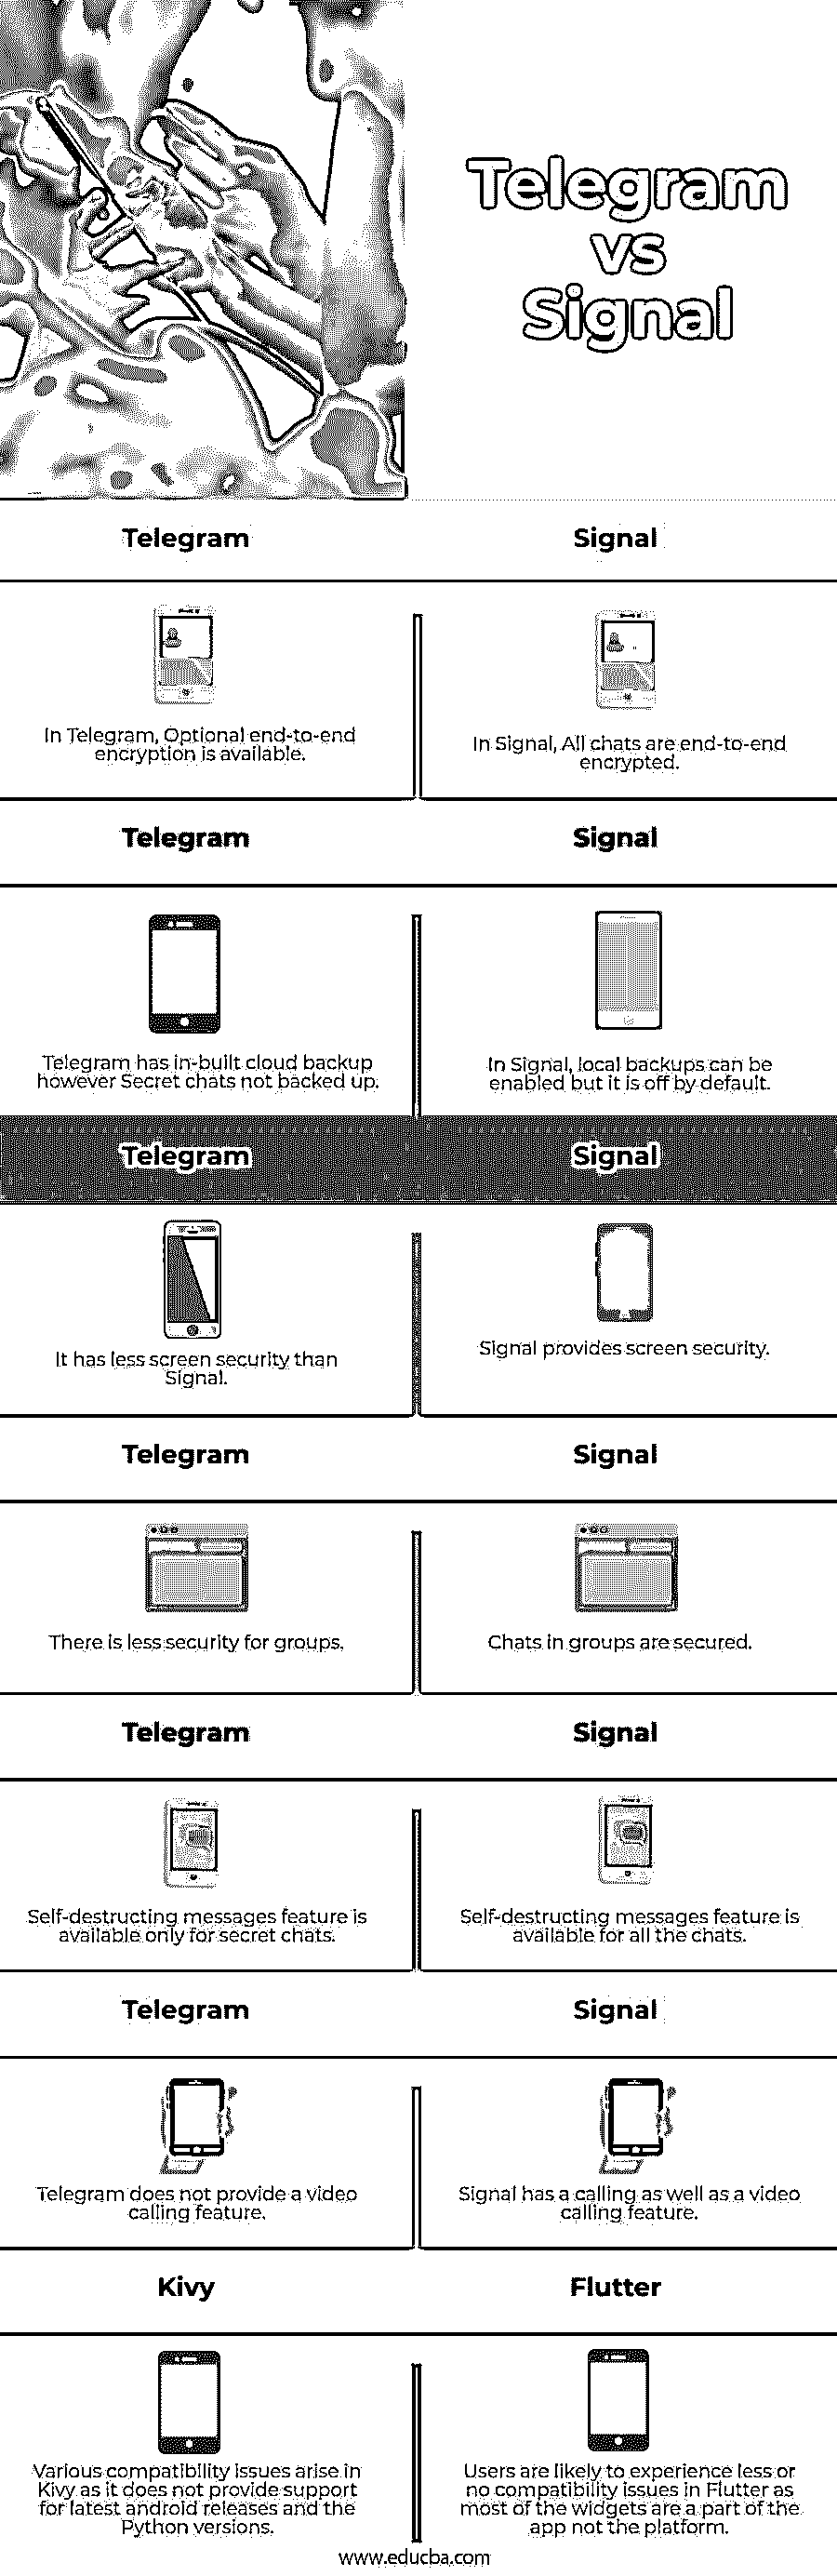 Telegram
vs
Signal
Telegram
Signal
In Telegram, Optional end-to-end
encryption is available.
In Signal, All chats are end-to-end
encrypted.
Telegram
Signal
Telegram has in-built cloud backup
however Secret chats not backed up.
In Signal, local backups can be
enabled but it is off by default.
Telegram
Signal
It has less screen security than
Signal.
Signal provides screen security.
Telegram
Signal
There is less security for groups.
Chats in groups are secured.
Telegram
Signal
Self-destructing messages feature is
available only for secret chats.
Self-destructing messages feature is
available for all the chats.
Telegram
Signal
Telegram does not provide a video
calling feature.
Signal has a calling as well as a video
calling feature.
Kivy
Flutter
Various compatibility issues arise in
Kivy as it does not provide support
for latest android releases and the
Python versions.
Users are likely to experience less or
no compatibility issues in Flutter as
most of the widgets are a part of the
app not the platform.
www.educba.com